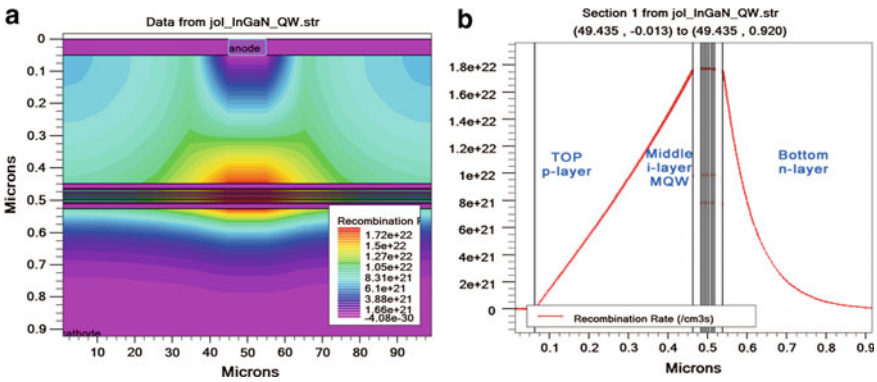 a
Data from jol_InGaN_QW.str
anode
0
0.1
0.2
0.3
0.4
0.5
0.6
0.7
0.8
0.9
Microns
Recombination
1.72e+22
1.5e+22
1.27e+22
1.05e+22
8.31e+21
6.1e+21
3.88e+21
1.66e+21
-4.08e-30
cathode
10 20 30 40 50 60 70 80 90
Microns
b
Section 1 from jol_InGaN_QW.str
(49.435 , -0.013) to (49.435 , 0.920)
1.8e+22
1.6e+22
1.4e+22
1e+22
8e+21
6e+21
2e+21
0
TOP
p-layer
Middle
i-layer
MQW
Bottom
n-layer
Recombination Rate (/cm3s)
0.1 0.2 0.3 0.4 0.5 0.6 0.7 0.8 0.9
Microns